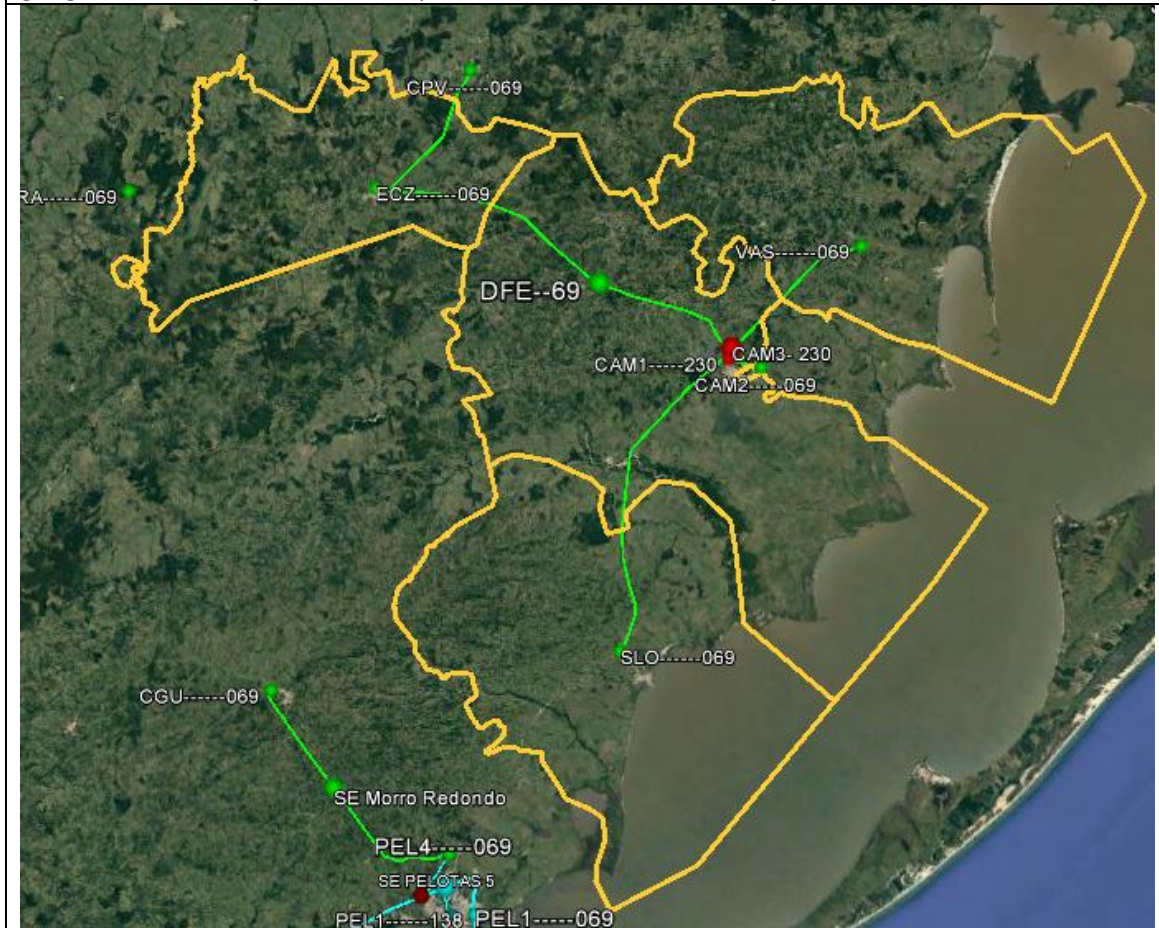 CPV------069
RA------069
ECZ------069
VAS------069
DFE--69
CAM3- 230
CAM1-----230
CAM2-----069
SLO------069
CGU------069
SE Morro Redondo
PEL4-----069
SE PELOTAS 5
PEL1------138
PEL1-----069